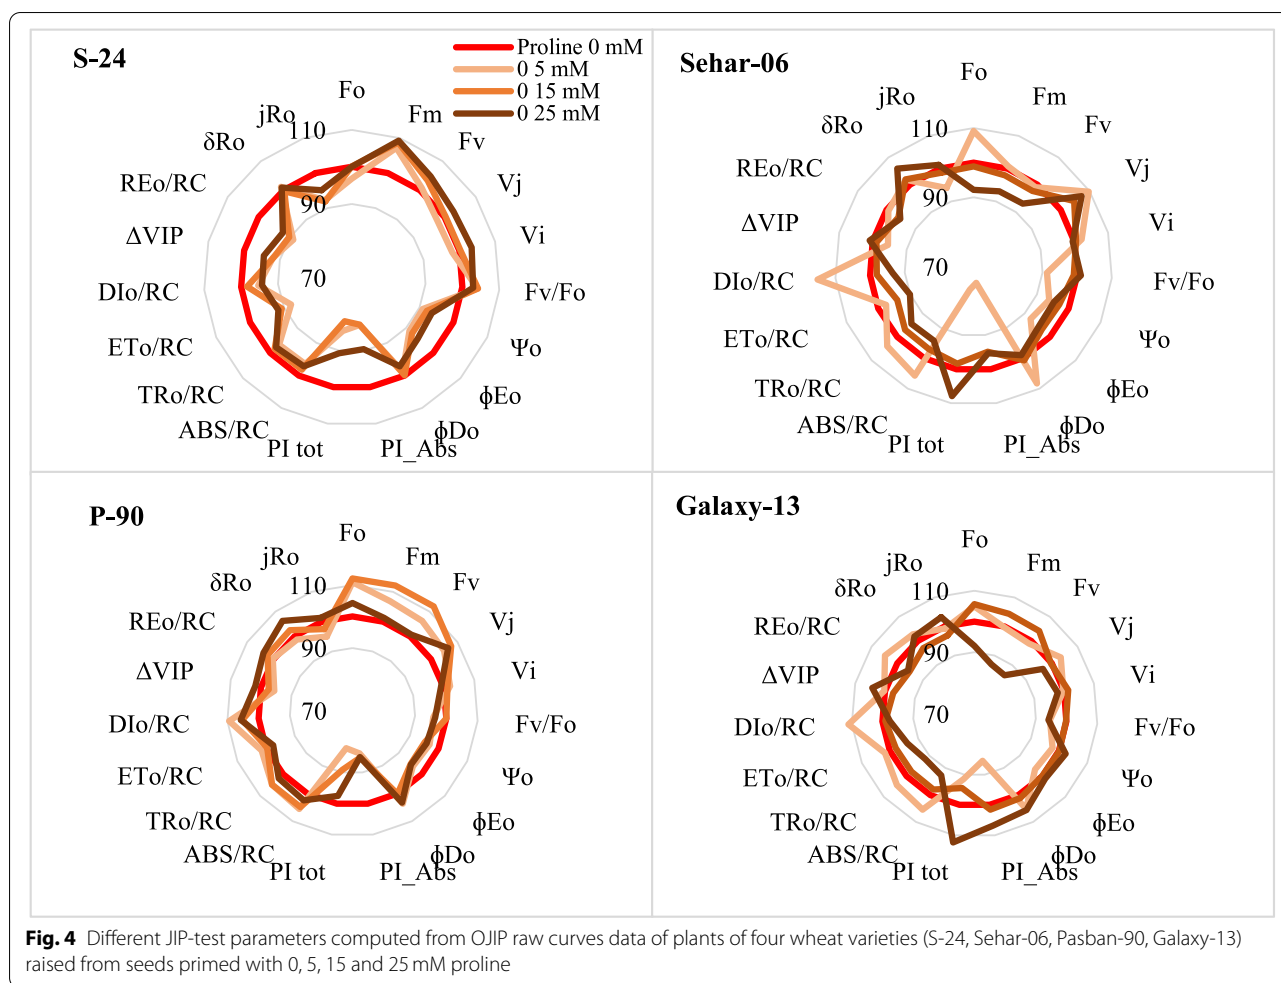 S-24
Proline 0 mM
0 5 mM
0 15 mM
0 25 mM
Fo
Fm
Fv
Vj
Vi
Fv/Fo
Ψo
ϕEo
ϕDo
PI_Abs
PI tot
ABS/RC
TRo/RC
ETo/RC
DIo/RC
ΔVIP
REo/RC
δRo
jRo
110
90
70
Sehar-06
Fo
Fm
Fv
Vj
Vi
Fv/Fo
Ψo
ϕEo
ϕDo
PI_Abs
PI tot
ABS/RC
TRo/RC
ETo/RC
DIo/RC
ΔVIP
REo/RC
δRo
jRo
110
90
70
P-90
Fo
Fm
Fv
Vj
Vi
Fv/Fo
Ψo
ϕEo
ϕDo
PI_Abs
PI tot
ABS/RC
TRo/RC
ETo/RC
DIo/RC
ΔVIP
REo/RC
δRo
jRo
110
90
70
Galaxy-13
Fo
Fm
Fv
Vj
Vi
Fv/Fo
Ψo
ϕEo
ϕDo
PI_Abs
PI tot
ABS/RC
TRo/RC
ETo/RC
DIo/RC
ΔVIP
REo/RC
δRo
jRo
110
90
70
Fig. 4 Different JIP-test parameters computed from OJIP raw curves data of plants of four wheat varieties (S-24, Sehar-06, Pasban-90, Galaxy-13)
raised from seeds primed with 0, 5, 15 and 25 mM proline